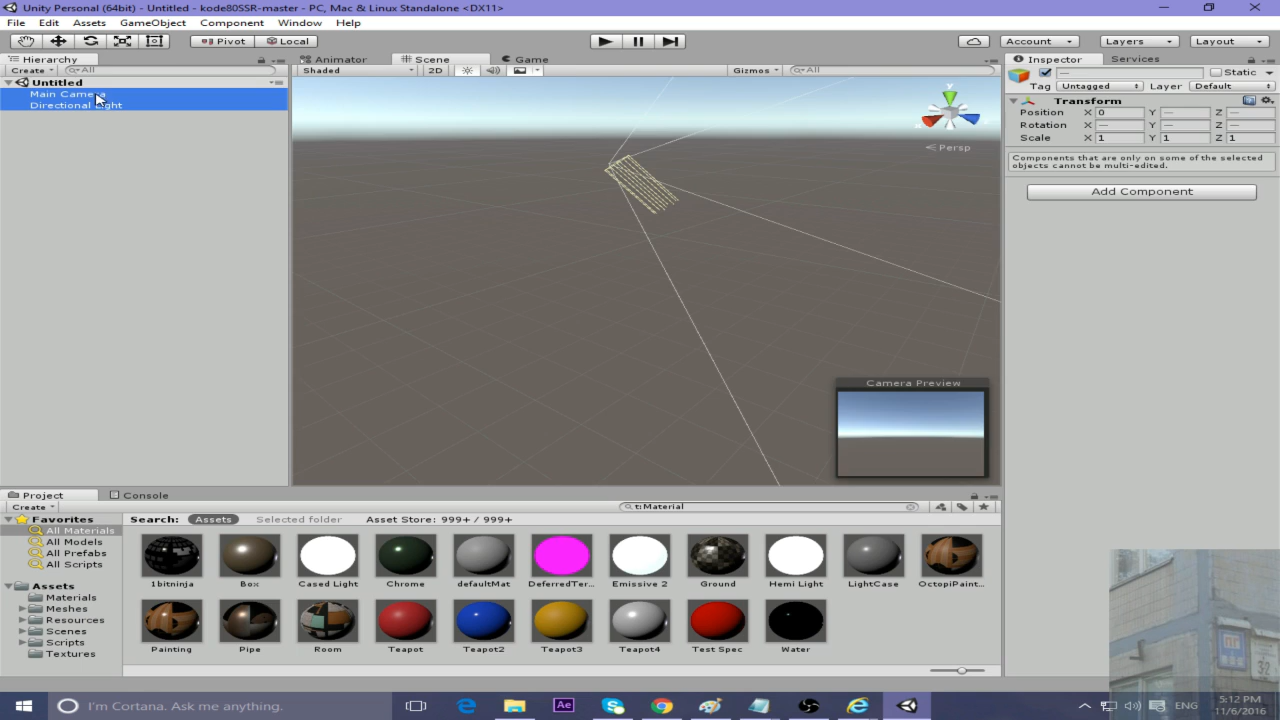 Unity Personal (64bit) - Untitled - kode80SSR-master - PC, Mac & Linux Standalone <DX11>
File Edit Assets GameObject Component Window Help
Pivot Local Account Layers Layout
Hierarchy Animator Scene Game Inspector Services
Create All Shaded 2D Gizmos All Static
Untitled
Tag Untagged Layer Default
Main Camera
Directional Light
Transform
Position X 0 Y — Z —
Rotation X — Y — Z —
Scale X 1 Y 1 Z 1
y
Persp
Components that are only on some of the selected
objects cannot be multi-edited.
Add Component
Camera Preview
Project Console
Create t:Material
Favorites Search: Assets Selected folder Asset Store: 999+ / 999+
All Materials
All Models
All Prefabs
All Scripts
1bitninja Box Cased Light Chrome defaultMat DeferredTer... Emissive 2 Ground Hemi Light LightCase OctopiPaint...
Assets
Materials
Meshes
Resources
Scenes
Scripts
Textures
Painting Pipe Room Teapot Teapot2 Teapot3 Teapot4 Test Spec Water
32
I'm Cortana. Ask me anything.
Ae
ENG
5:12 PM
11/6/2016